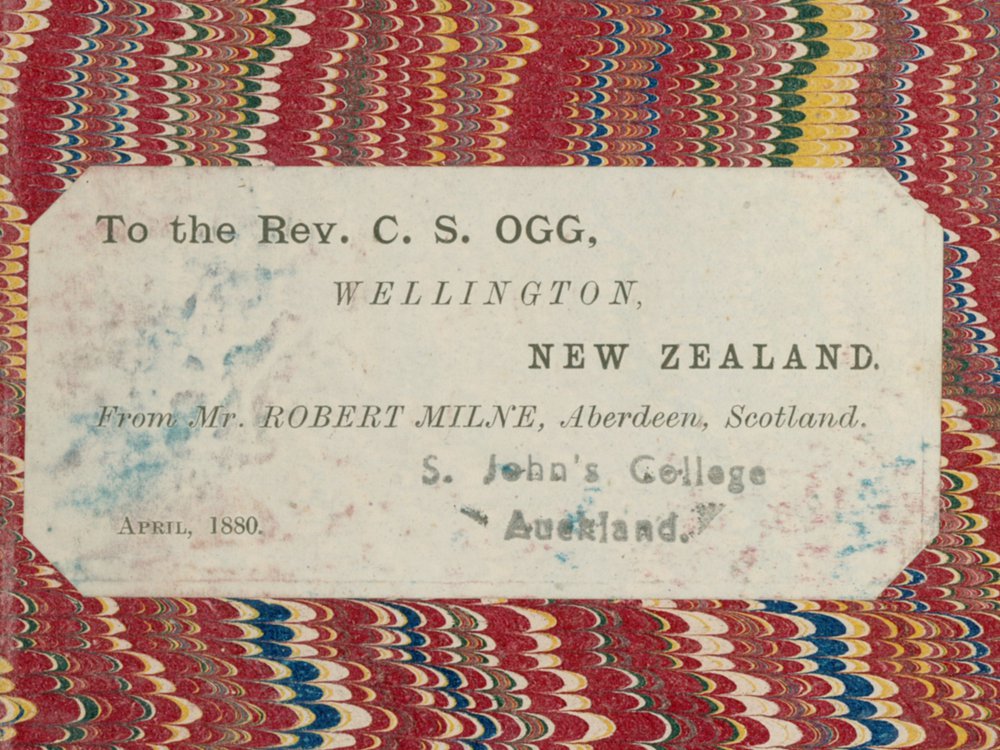 To the Rev. C. S. OGG,
WELLINGTON,
NEW ZEALAND.
From Mr. ROBERT MILNE, Aberdeen, Scotland.
S. John's College
Auckland.
April, 1880.